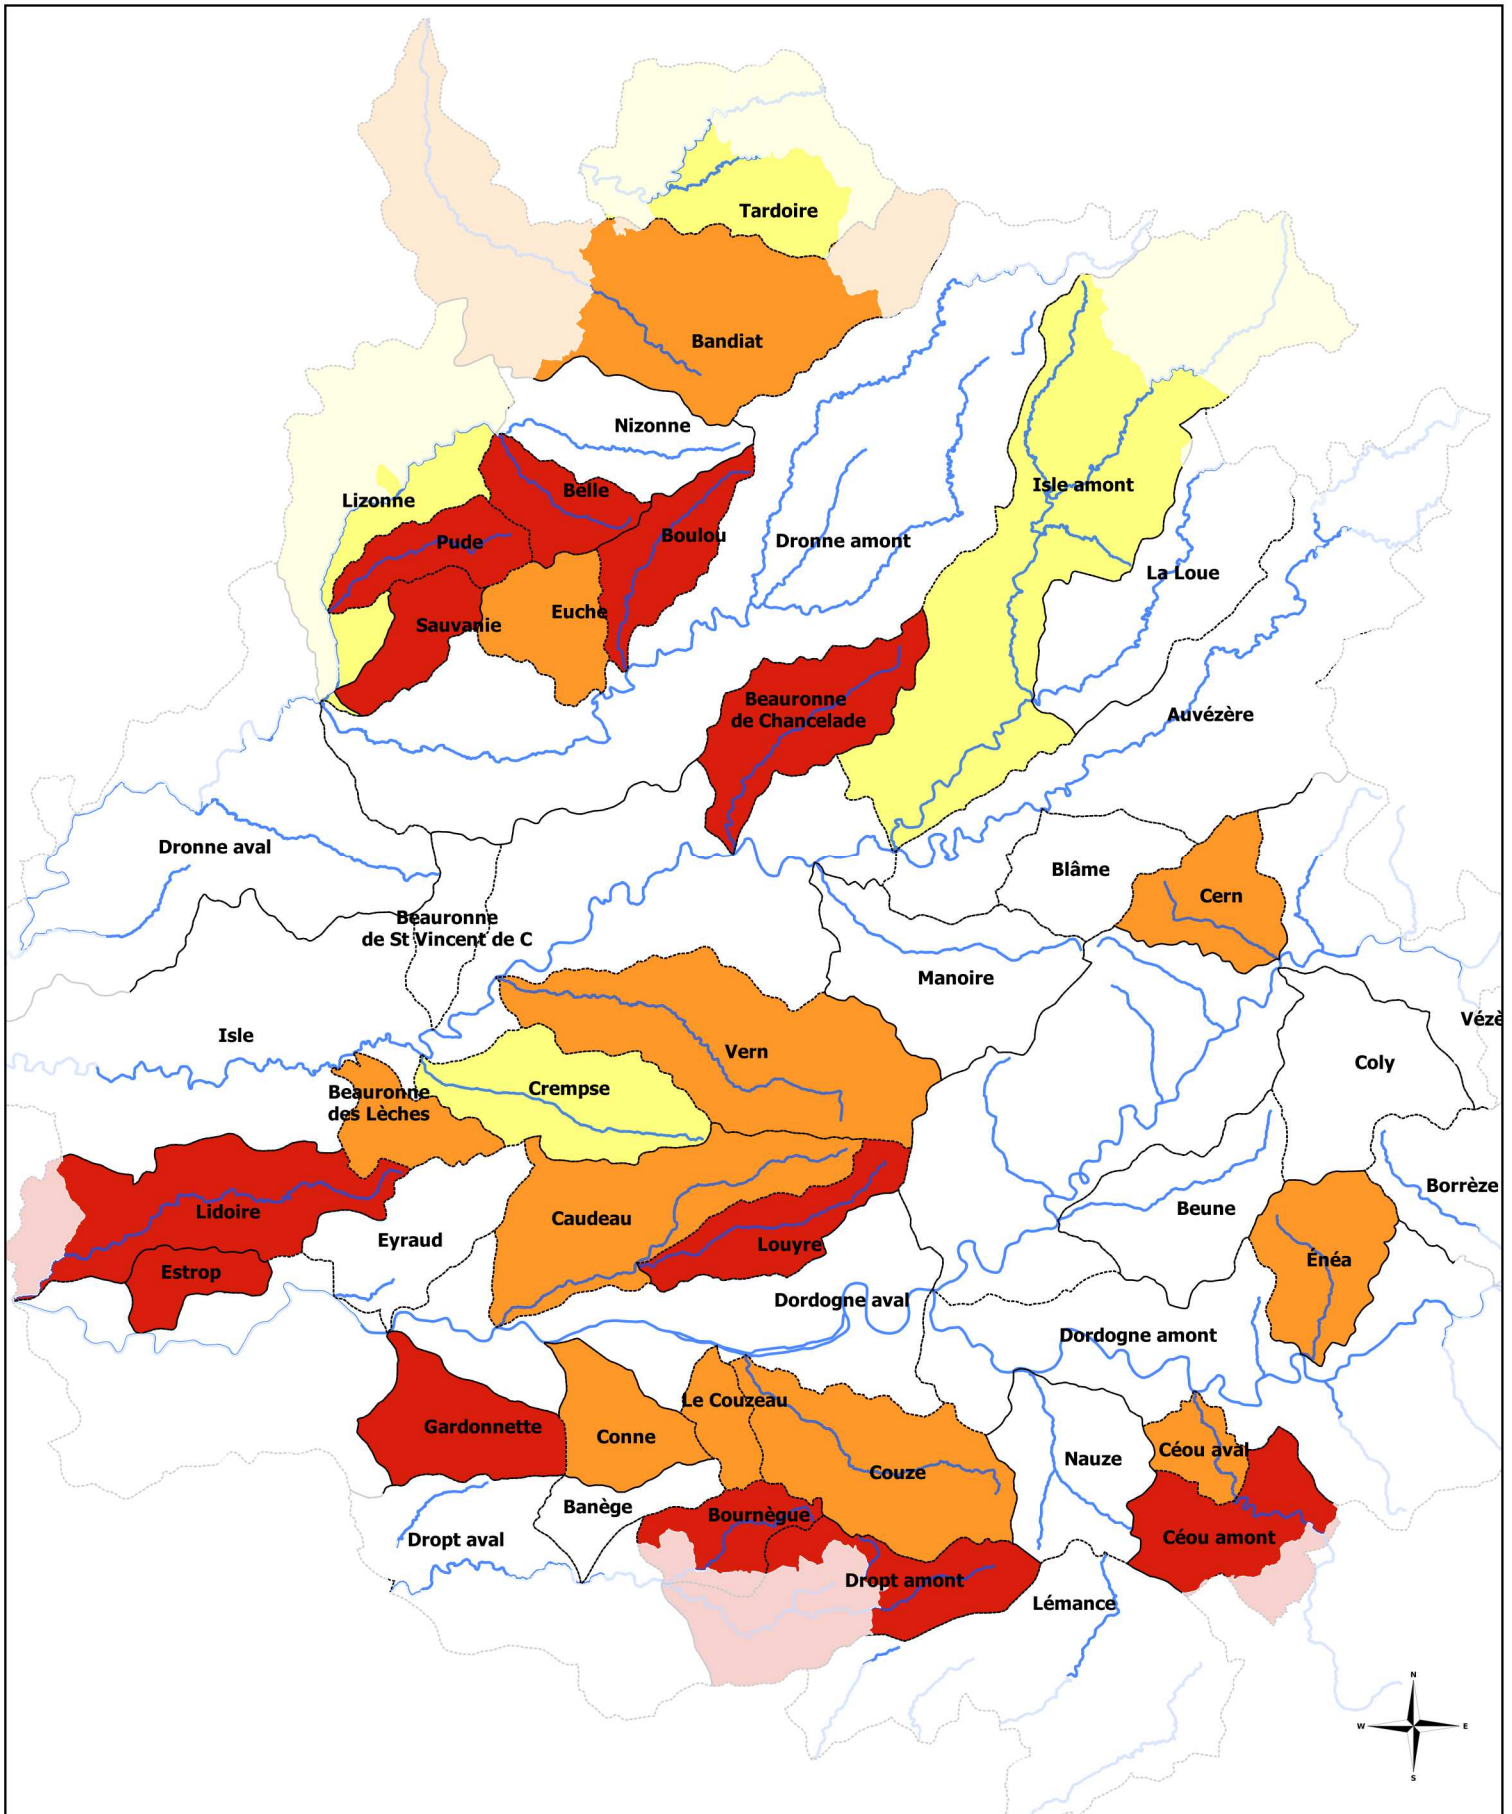 Tardoire
Bandiat
Nizonne
Belle
Lizonne
Isle amont
Boulou
Pude
Dronne amont
La Loue
Euche
Sauvanie
Beauronne
de Chancelade
Auvézère
Dronne aval
Blâme
Cern
Beauronne
de St Vincent de C
Manoire
Vézè
Isle
Vern
Coly
Crempse
Beauronne
des Lèches
Borrèze
Beune
Lidoire
Caudeau
Eyraud
Louyre
Énéa
Estrop
Dordogne aval
Dordogne amont
Le Couzeau
Gardonnette
Conne
Céou aval
Nauze
Couze
Banège
Bournègue
Dropt aval
Céou amont
Dropt amont
Lémance
N
W
E
S